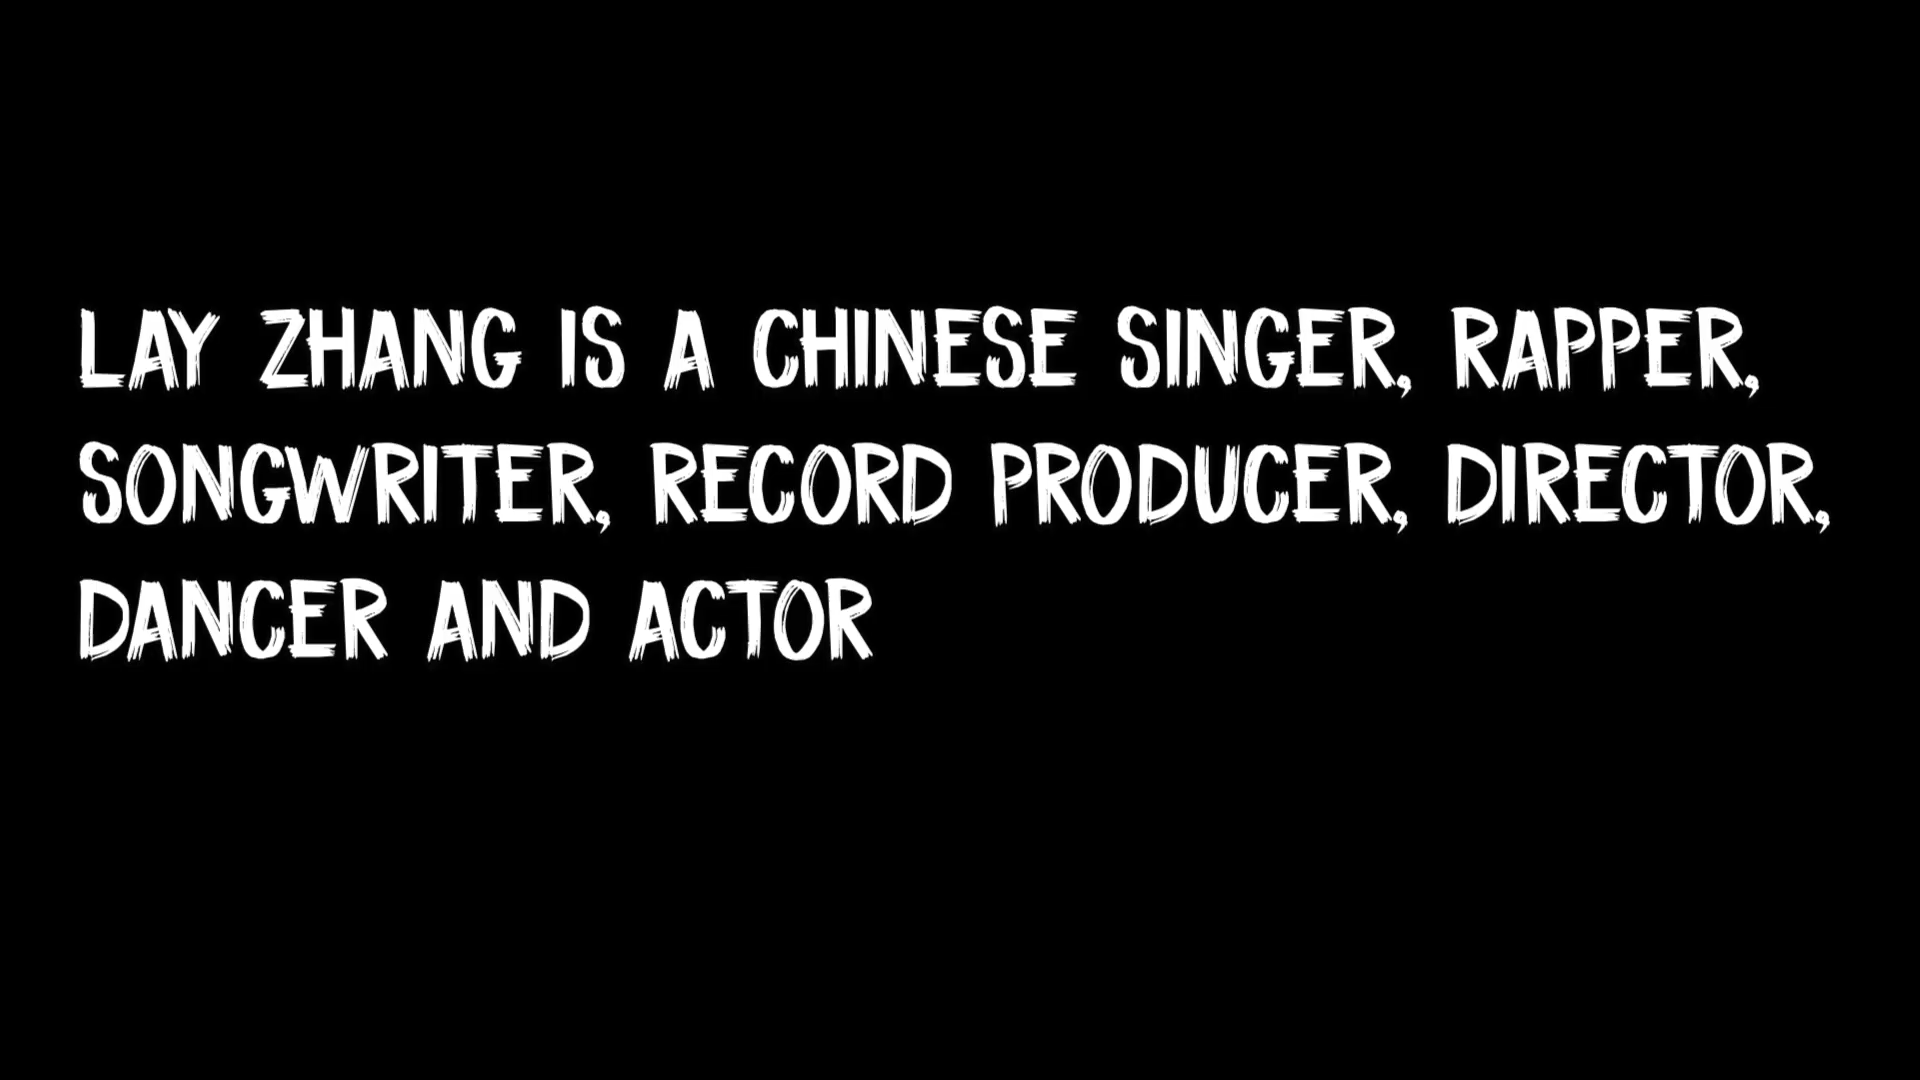 LAY ZHANG IS A CHINESE SINGER, RAPPER,
SONGWRITER, RECORD PRODUCER, DIRECTOR,
DANCER AND ACTOR